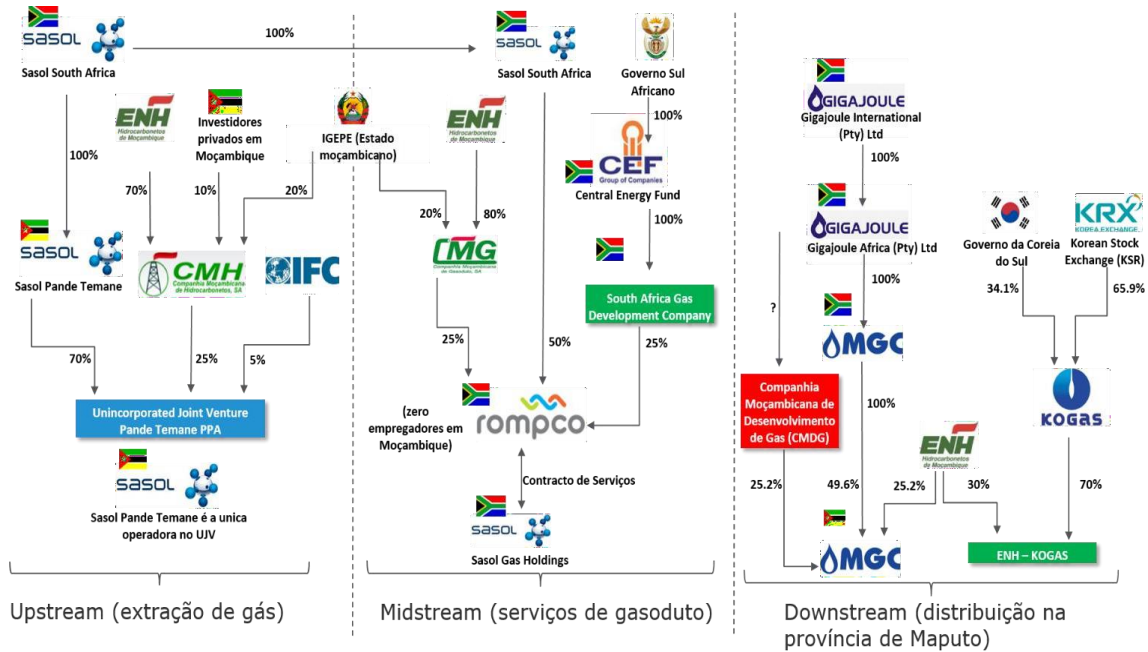 sasol
Sasol South Africa
100%
sasol
Sasol South Africa
Governo Sul
Africano
ENH
Hidrocarbonetos
de Moçambique
Investidores
privados em
Moçambique
IGEPE (Estado
moçambicano)
ENH
Hidrocarbonetos
de Moçambique
100%
CEF
Group of Companies
Central Energy Fund
100%
70%
10%
20%
20%
80%
100%
sasol
Sasol Pande Temane
CMH
Companhia Moçambicana
de Hidrocarbonetos, SA
IFC
CMG
Companhia Moçambicana
de Gasoduto, SA
South Africa Gas
Development Company
70%
25%
5%
25%
50%
25%
Unincorporated Joint Venture
Pande Temane PPA
(zero
empregadores em
Moçambique)
rompco
sasol
Sasol Pande Temane é a unica
operadora no UJV
Contracto de Serviços
sasol
Sasol Gas Holdings
GIGAJOULE
Gigajoule International
(Pty) Ltd
100%
GIGAJOULE
Gigajoule Africa (Pty) Ltd
100%
KRX
KOREA EXCHANGE
Governo da Coreia
do Sul
Korean Stock
Exchange (KSR)
34.1%
65.9%
?
MGC
Companhia
Moçambicana de
Desenvolvimento
de Gas (CMDG)
100%
KOGAS
ENH
Hidrocarbonetos
de Moçambique
25.2%
49.6%
25.2%
30%
70%
MGC
ENH – KOGAS
Upstream (extração de gás)
Midstream (serviços de gasoduto)
Downstream (distribuição na
província de Maputo)